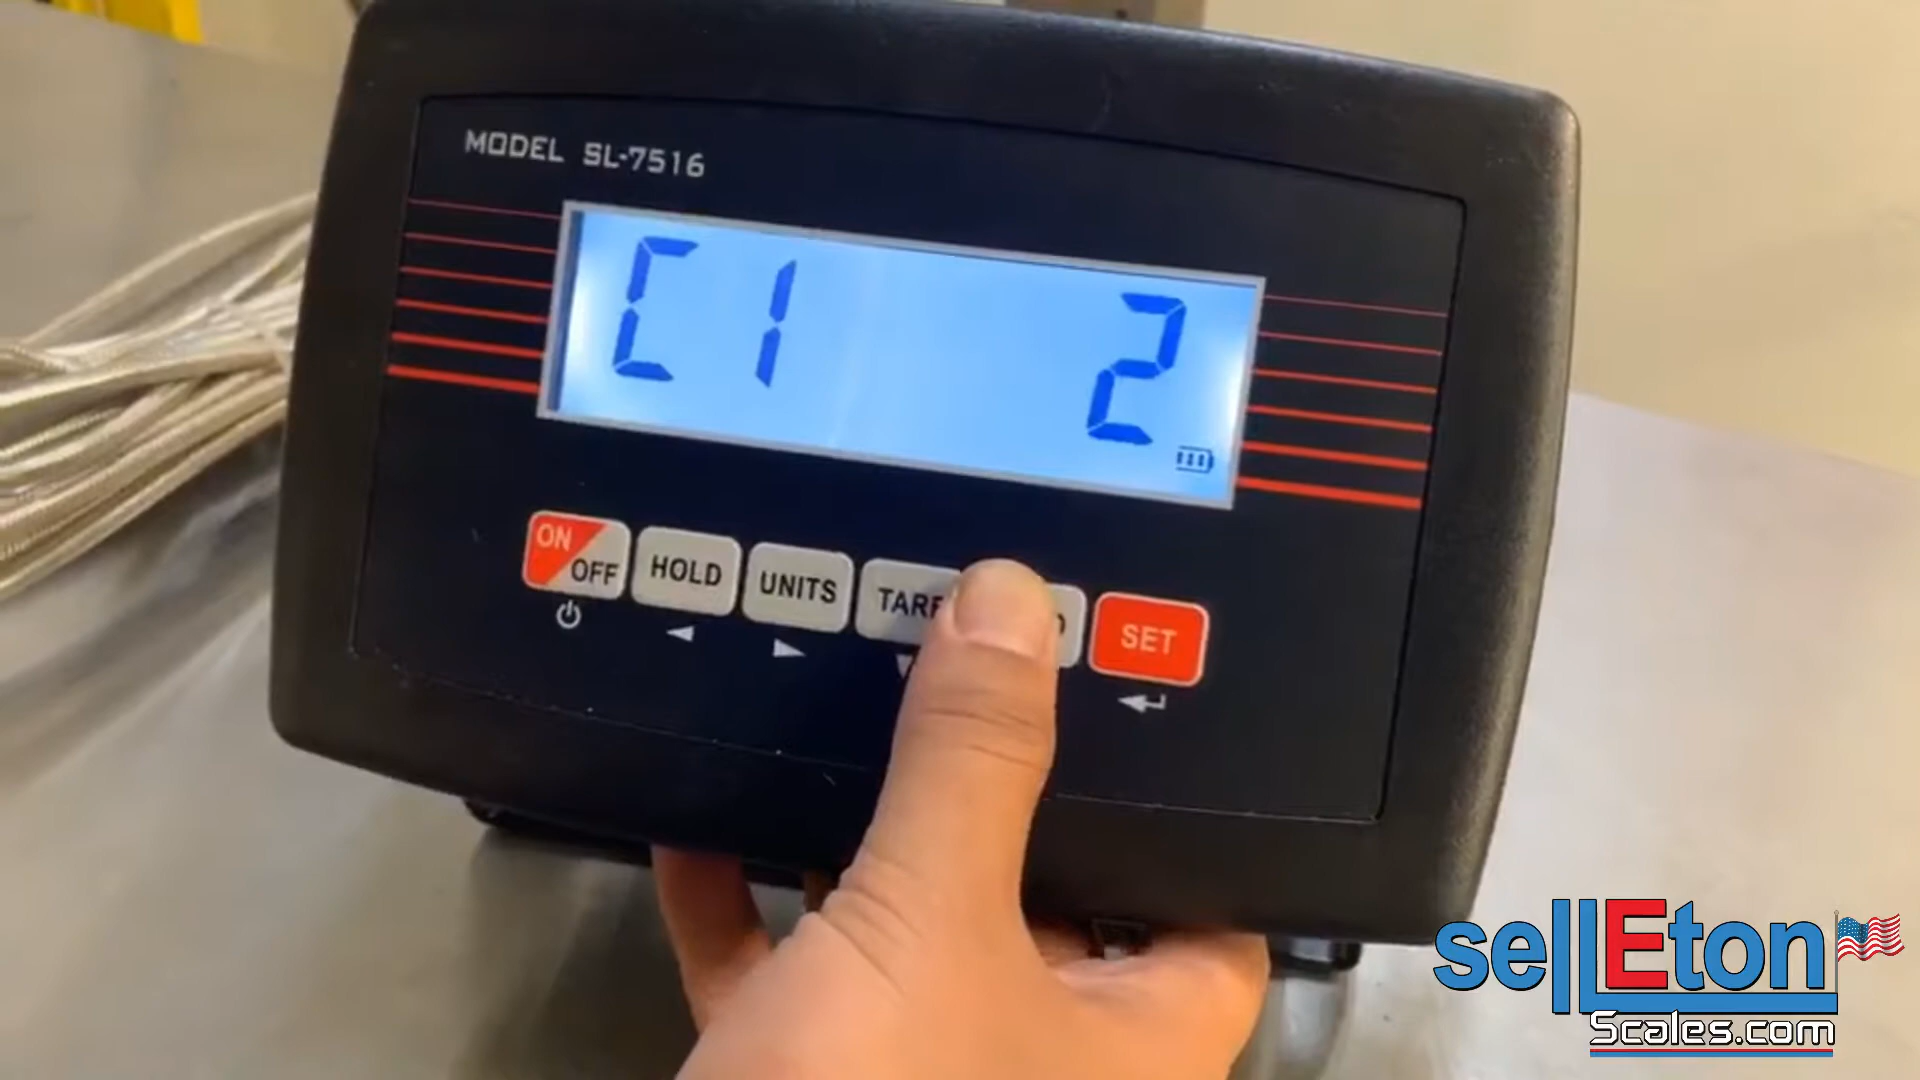 MODEL SL-7516
C1 2
ON OFF HOLD UNITS TARE SET
sellEton
Scales.com